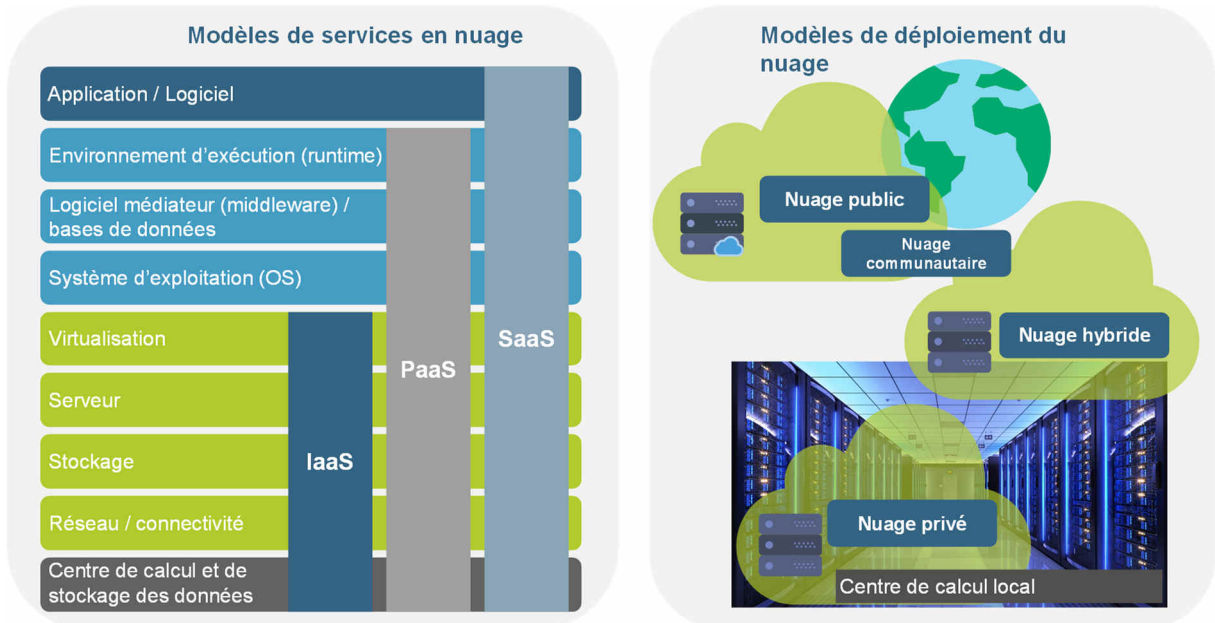 Modèles de services en nuage
Application / Logiciel
Environnement d'exécution (runtime)
Logiciel médiateur (middleware) /
bases de données
Système d'exploitation (OS)
Virtualisation
Serveur
Stockage
Réseau / connectivité
Centre de calcul et de
stockage des données
IaaS
PaaS
SaaS
Modèles de déploiement du
nuage
Nuage public
Nuage
communautaire
Nuage hybride
Nuage privé
Centre de calcul local